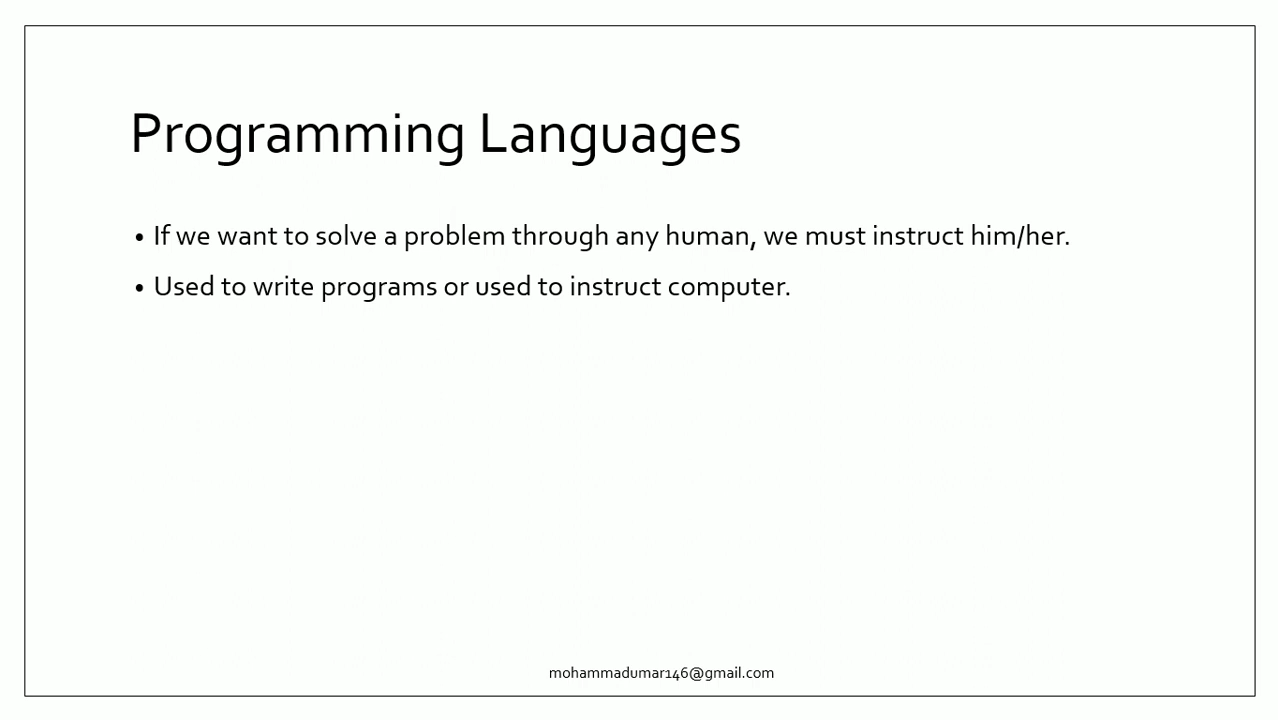 Programming Languages
• If we want to solve a problem through any human, we must instruct him/her.
• Used to write programs or used to instruct computer.
mohammadumar146@gmail.com